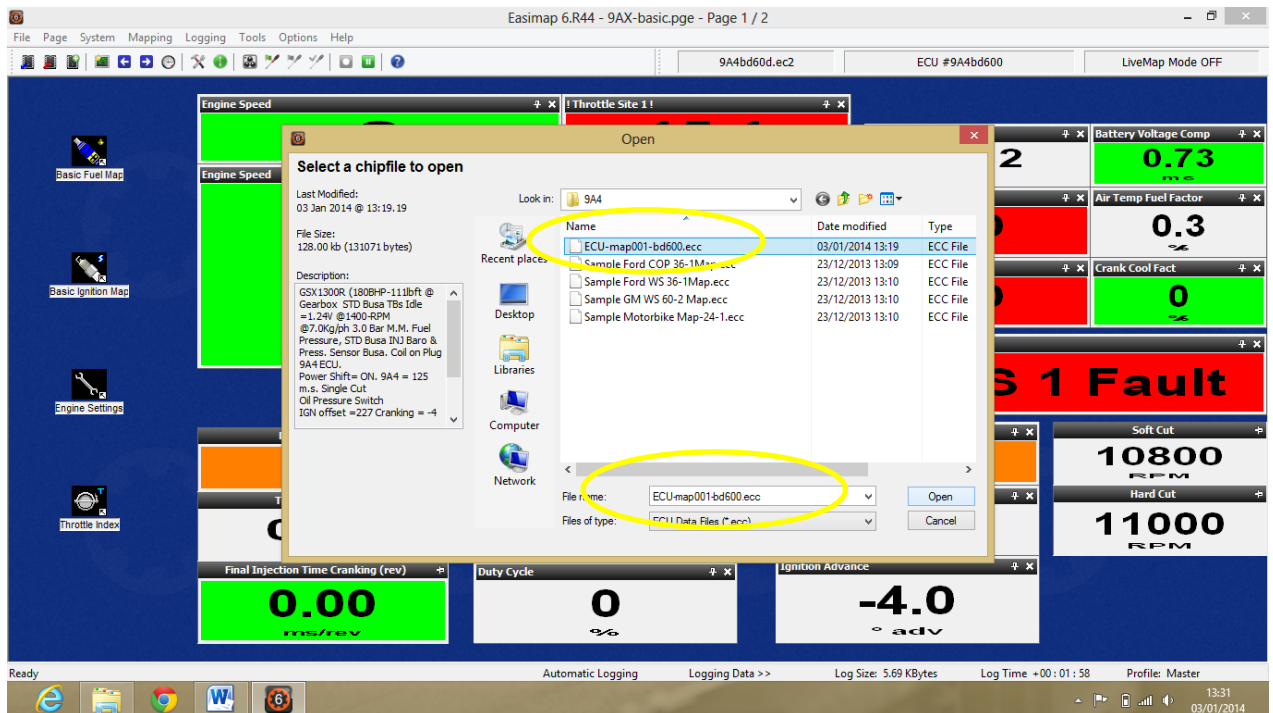 Easimap 6.R44 - 9AX-basic.pge - Page 1 / 2
File Page System Mapping Logging Tools Options Help
9A4bd60d.ec2 ECU #9A4bd600 LiveMap Mode OFF
Basic Fuel Map
Basic Ignition Map
Engine Settings
Throttle Index
Engine Speed
! Throttle Site 1 !
Engine Speed
Open
Select a chipfile to open
Last Modified:
03 Jan 2014 @ 13:19.19
File Size:
128.00 kb (131071 bytes)
Description:
GSX1300R (180BHP-111lbft @
Gearbox STD Busa TBs Idle
=1.24V @1400-RPM
@7.0Kg/ph 3.0 Bar M.M. Fuel
Pressure, STD Busa INJ Baro &
Press. Sensor Busa. Coil on Plug
9A4 ECU.
Power Shift= ON. 9A4 = 125
m.s. Single Cut
Oil Pressure Switch
IGN offset =227 Cranking = -4
Look in: 9A4
Recent places
Desktop
Libraries
Computer
Network
Name Date modified Type
ECU-map001-bd600.ecc 03/01/2014 13:19 ECC File
Sample Ford COP 36-1Map.ecc 23/12/2013 13:09 ECC File
Sample Ford WS 36-1Map.ecc 23/12/2013 13:10 ECC File
Sample GM WS 60-2 Map.ecc 23/12/2013 13:10 ECC File
Sample Motorbike Map-24-1.ecc 23/12/2013 13:10 ECC File
File name: ECU-map001-bd600.ecc Open
Files of type: ECU Data Files (*.ecc) Cancel
2
Battery Voltage Comp
0.73
ms
Air Temp Fuel Factor
0.3
%
Crank Cool Fact
0
%
S 1 Fault
Soft Cut
10800
RPM
Hard Cut
11000
RPM
Final Injection Time Cranking (rev)
0.00
ms/rev
Duty Cycle
0
%
Ignition Advance
-4.0
° adv
Ready Automatic Logging Logging Data >> Log Size: 5.69 KBytes Log Time +00 : 01 : 58 Profile: Master
13:31
03/01/2014